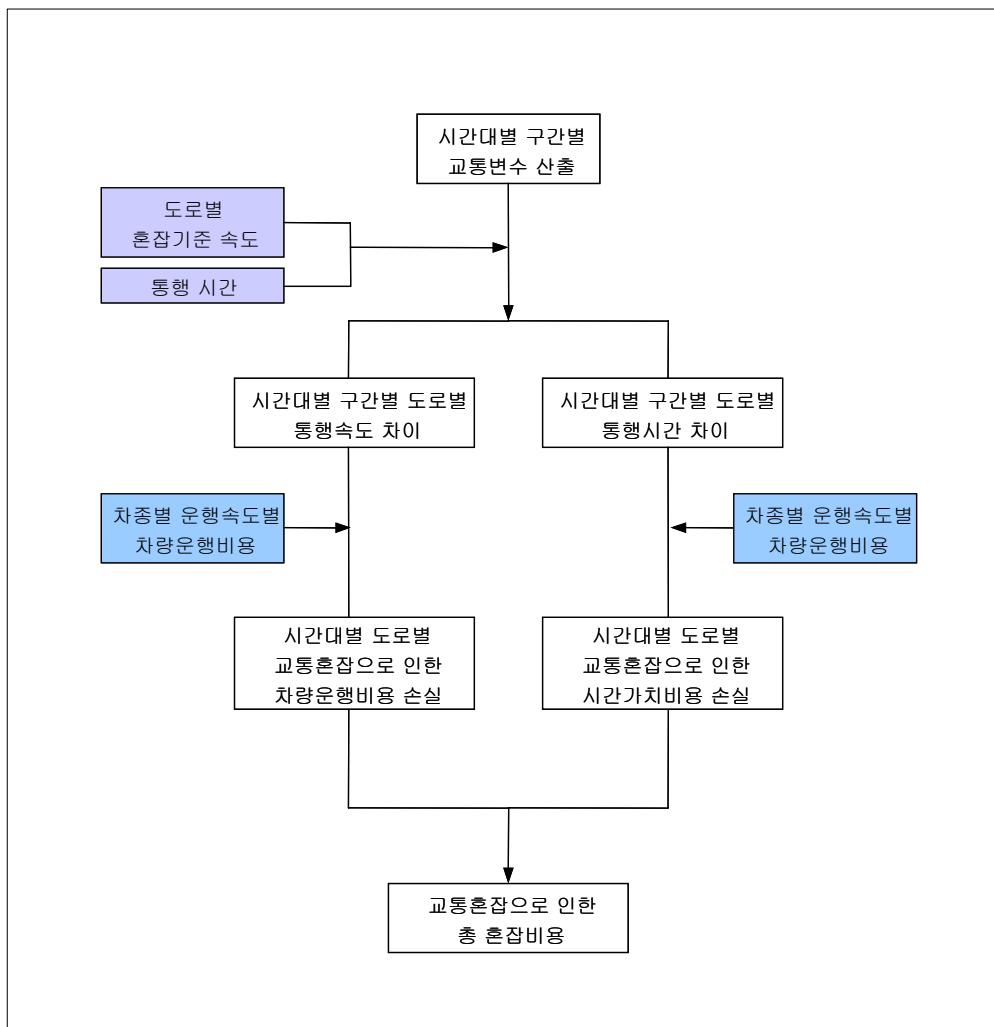 시간대별 구간별
교통변수 산출
도로별
혼잡기준 속도
통행 시간
시간대별 구간별 도로별
통행속도 차이
시간대별 구간별 도로별
통행시간 차이
차종별 운행속도별
차량운행비용
차종별 운행속도별
차량운행비용
시간대별 도로별
교통혼잡으로 인한
차량운행비용 손실
시간대별 도로별
교통혼잡으로 인한
시간가치비용 손실
교통혼잡으로 인한
총 혼잡비용